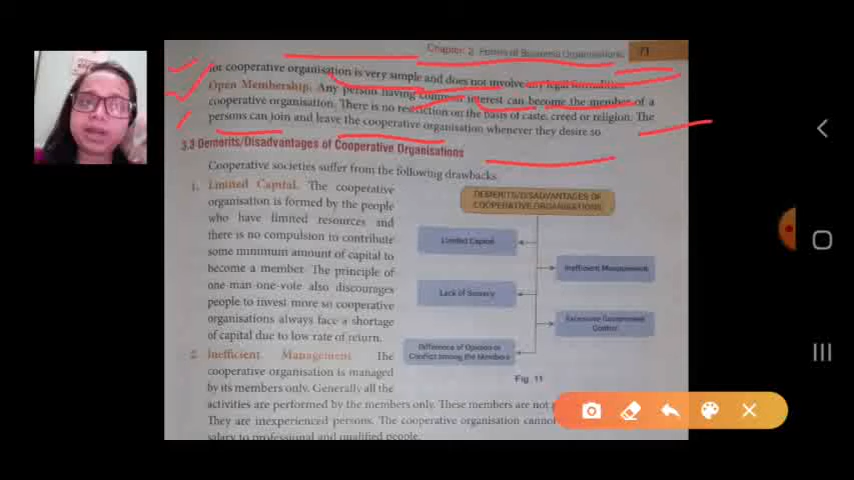 Chapter: 2 Forms of Business Organisations 71
for cooperative organisation is very simple and does not involve any legal formalities.
Open Membership. Any person having common interest can become the member of a
cooperative organisation. There is no restriction on the basis of caste, creed or religion. The
persons can join and leave the cooperative organisation whenever they desire so.
3.3 Demerits/Disadvantages of Cooperative Organisations
Cooperative societies suffer from the following drawbacks.
1. Limited Capital. The cooperative
organisation is formed by the people
who have limited resources and
there is no compulsion to contribute
some minimum amount of capital to
become a member. The principle of
one-man-one-vote also discourages
people to invest more so cooperative
organisations always face a shortage
of capital due to low rate of return.
DEMERITS/DISADVANTAGES OF
COOPERATIVE ORGANISATIONS
Limited Capital
Inefficient Management
Lack of Secrecy
Excessive Government
Control
Difference of Opinion or
Conflict among the Members
Fig. 11
2. Inefficient Management. The
cooperative organisation is managed
by its members only. Generally all the
activities are performed by the members only. These members are not
They are inexperienced persons. The cooperative organisation cannot
salary to professional and qualified people.